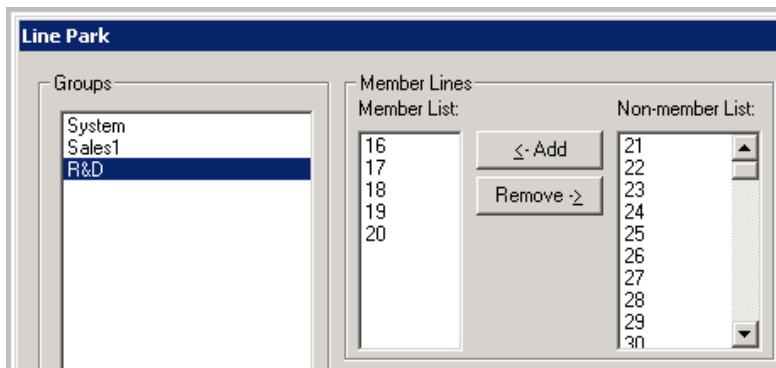 Line Park
Groups
System
Sales1
R&D
Member Lines
Member List:
16
17
18
19
20
<- Add
Remove ->
Non-member List:
21
22
23
24
25
26
27
28
29
30